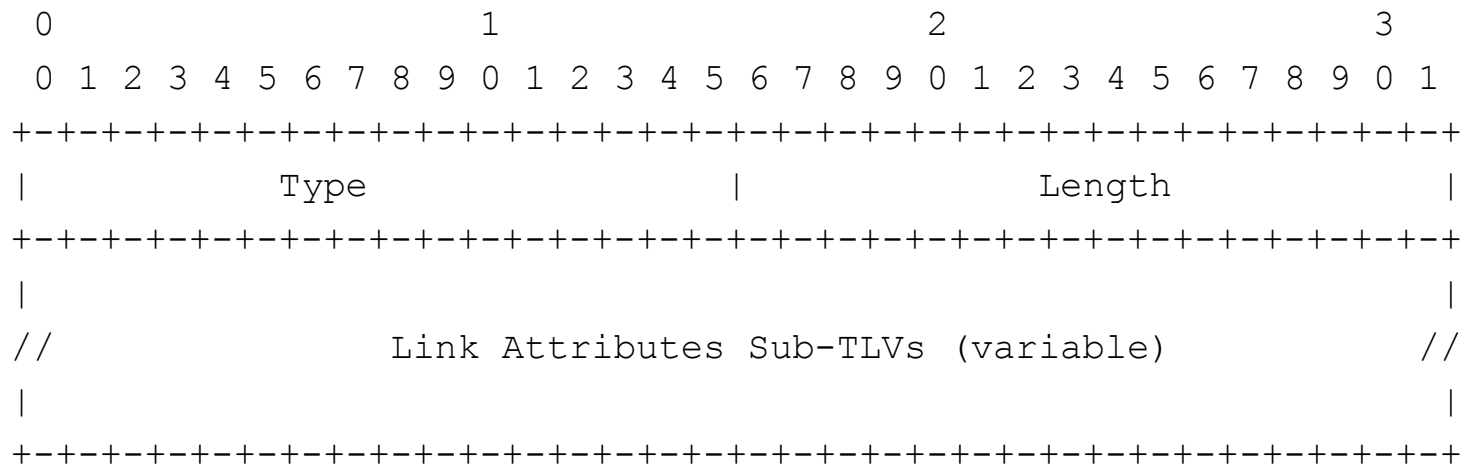 0                   1                   2                   3
 0 1 2 3 4 5 6 7 8 9 0 1 2 3 4 5 6 7 8 9 0 1 2 3 4 5 6 7 8 9 0 1
+-+-+-+-+-+-+-+-+-+-+-+-+-+-+-+-+-+-+-+-+-+-+-+-+-+-+-+-+-+-+-+-+
|           Type                |             Length            |
+-+-+-+-+-+-+-+-+-+-+-+-+-+-+-+-+-+-+-+-+-+-+-+-+-+-+-+-+-+-+-+-+
|                                                               |
//                Link Attributes Sub-TLVs (variable)          //
|                                                               |
+-+-+-+-+-+-+-+-+-+-+-+-+-+-+-+-+-+-+-+-+-+-+-+-+-+-+-+-+-+-+-+-+